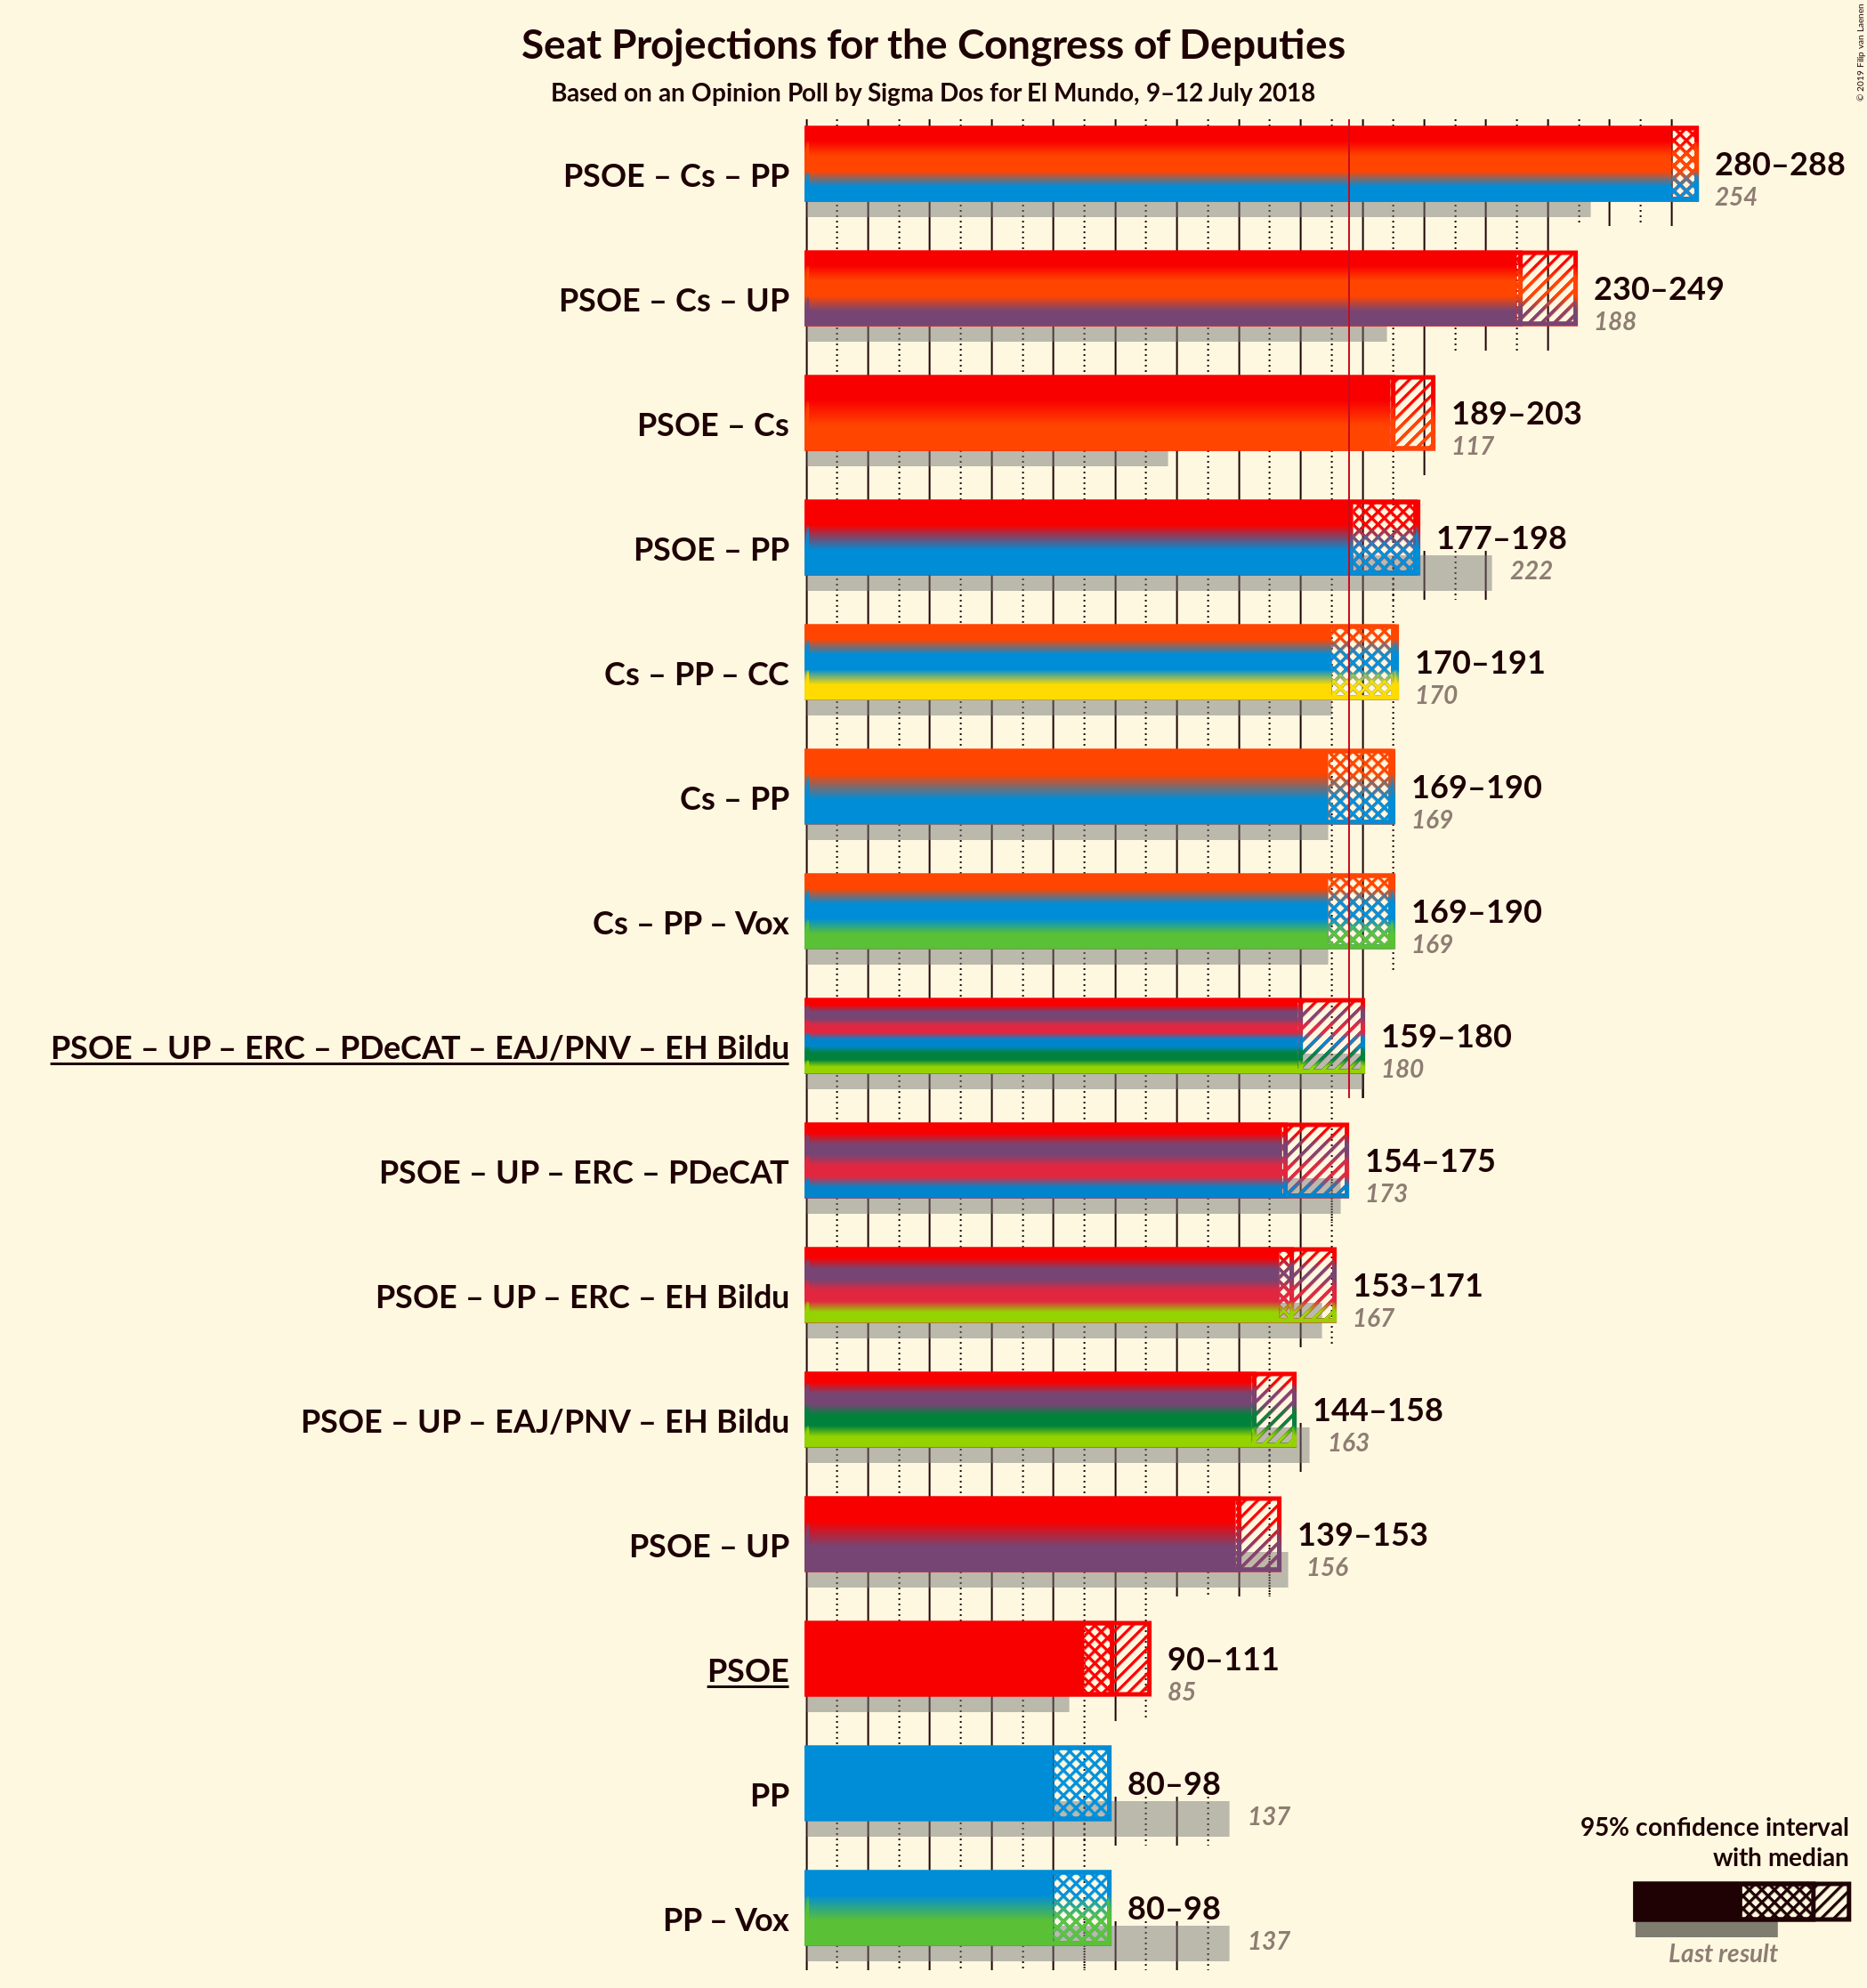 Seat Projections for the Congress of Deputies
Based on an Opinion Poll by Sigma Dos for El Mundo, 9–12 July 2018
© 2019 Filip van Laenen
PSOE – Cs – PP
280–288
254
PSOE – Cs – UP
230–249
188
PSOE – Cs
189–203
117
PSOE – PP
177–198
222
Cs – PP – CC
170–191
170
Cs – PP
169–190
169
Cs – PP – Vox
169–190
169
PSOE – UP – ERC – PDeCAT – EAJ/PNV – EH Bildu
159–180
180
PSOE – UP – ERC – PDeCAT
154–175
173
PSOE – UP – ERC – EH Bildu
153–171
167
PSOE – UP – EAJ/PNV – EH Bildu
144–158
163
PSOE – UP
139–153
156
PSOE
90–111
85
PP
80–98
137
PP – Vox
80–98
137
95% confidence interval
with median
Last result